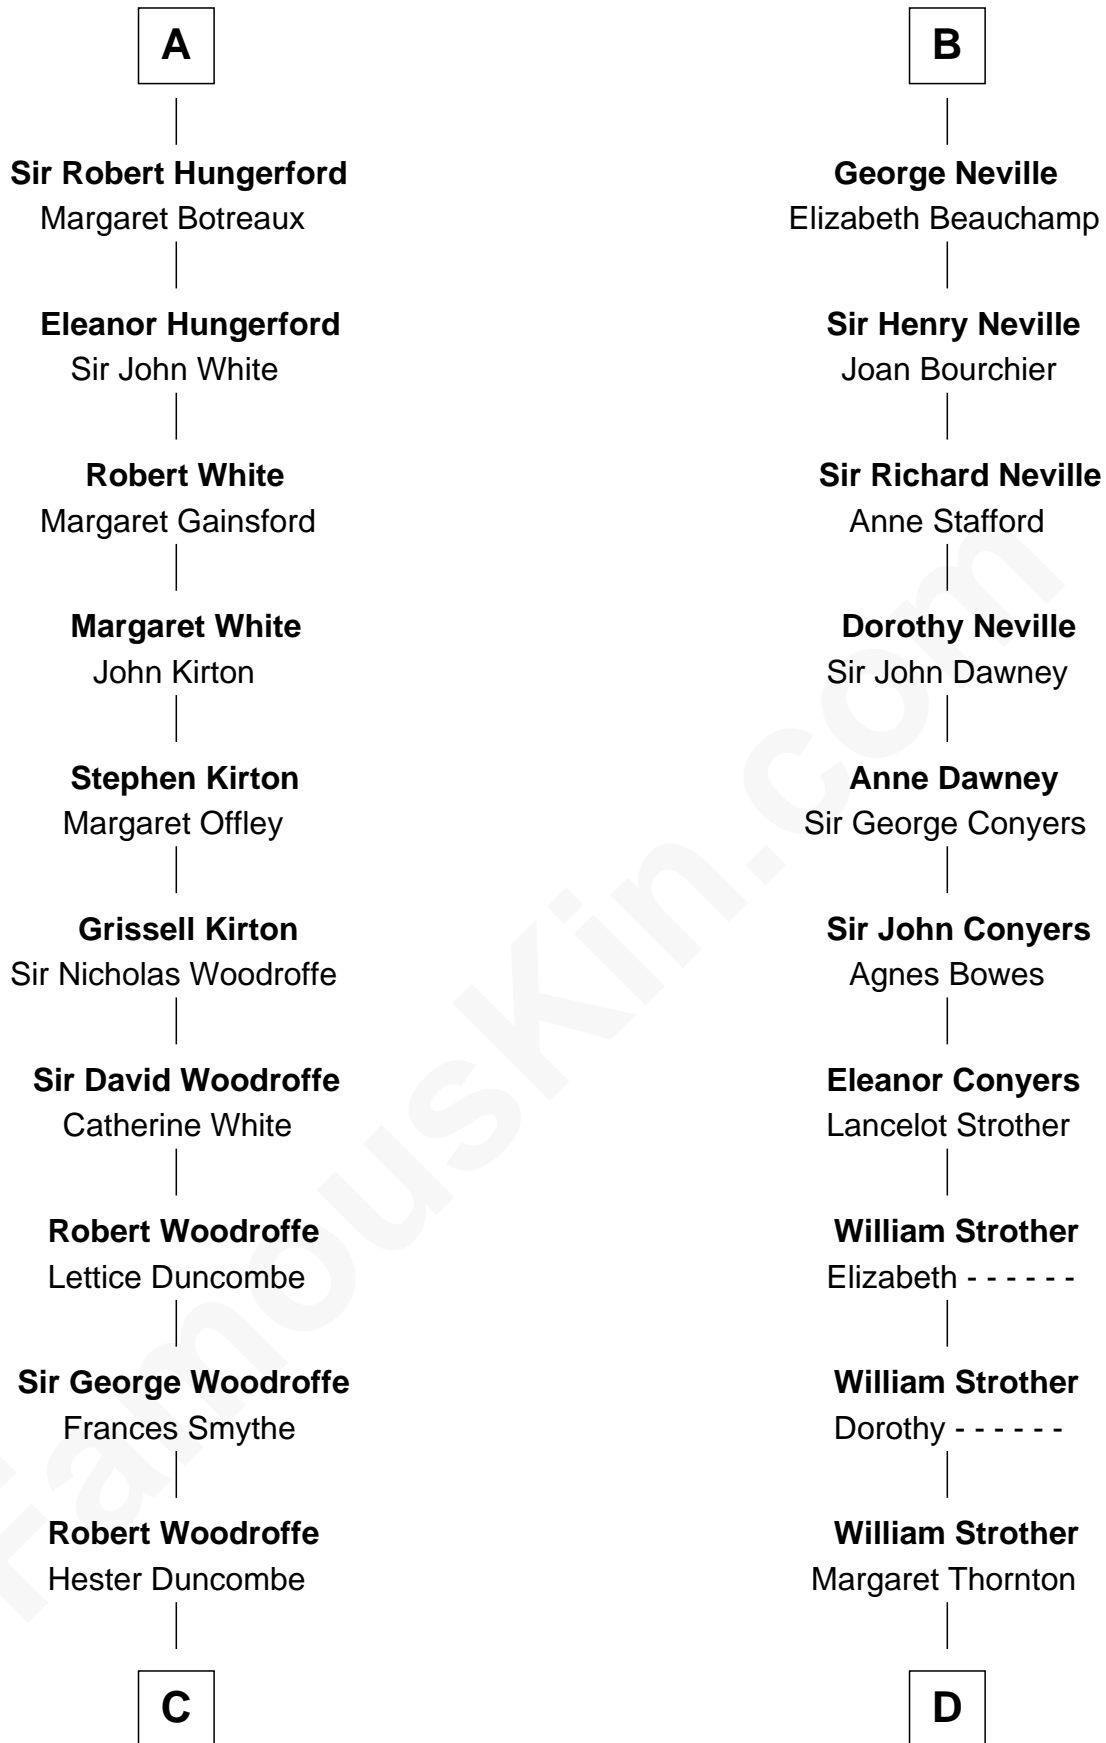 A
Sir Robert Hungerford
Margaret Botreaux
Eleanor Hungerford
Sir John White
Robert White
Margaret Gainsford
Margaret White
John Kirton
Stephen Kirton
Margaret Offley
Grissell Kirton
Sir Nicholas Woodroffe
Sir David Woodroffe
Catherine White
Robert Woodroffe
Lettice Duncombe
Sir George Woodroffe
Frances Smythe
Robert Woodroffe
Hester Duncombe
C
B
George Neville
Elizabeth Beauchamp
Sir Henry Neville
Joan Bourchier
Sir Richard Neville
Anne Stafford
Dorothy Neville
Sir John Dawney
Anne Dawney
Sir George Conyers
Sir John Conyers
Agnes Bowes
Eleanor Conyers
Lancelot Strother
William Strother
Elizabeth - - - - - -
William Strother
Dorothy - - - - - -
William Strother
Margaret Thornton
D
FamousKin.com